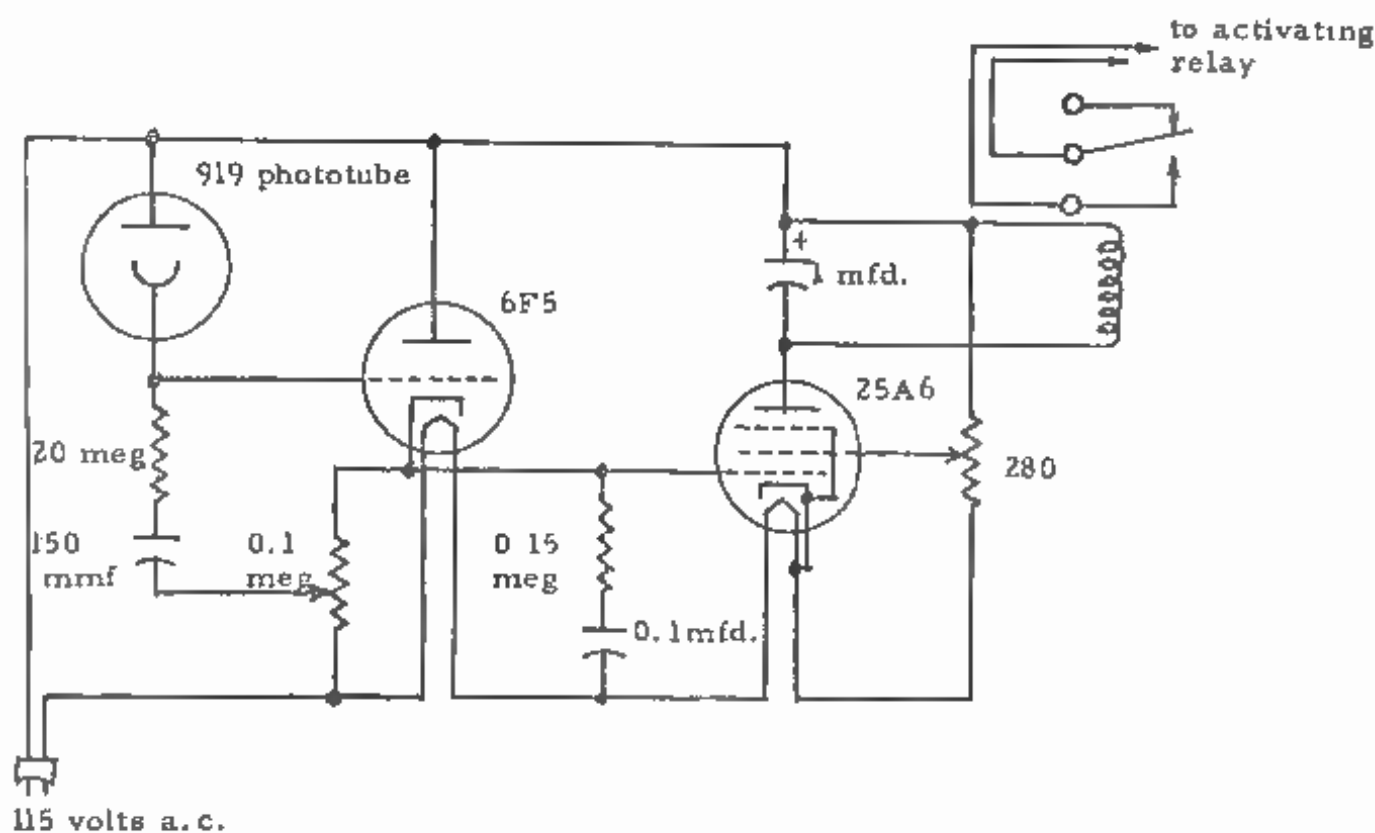 to activating
relay
919 phototube
+
1 mfd.
6F5
25A6
20 meg
280
150
mmf
0.1
meg
0 15
meg
0.1mfd.
115 volts a.c.